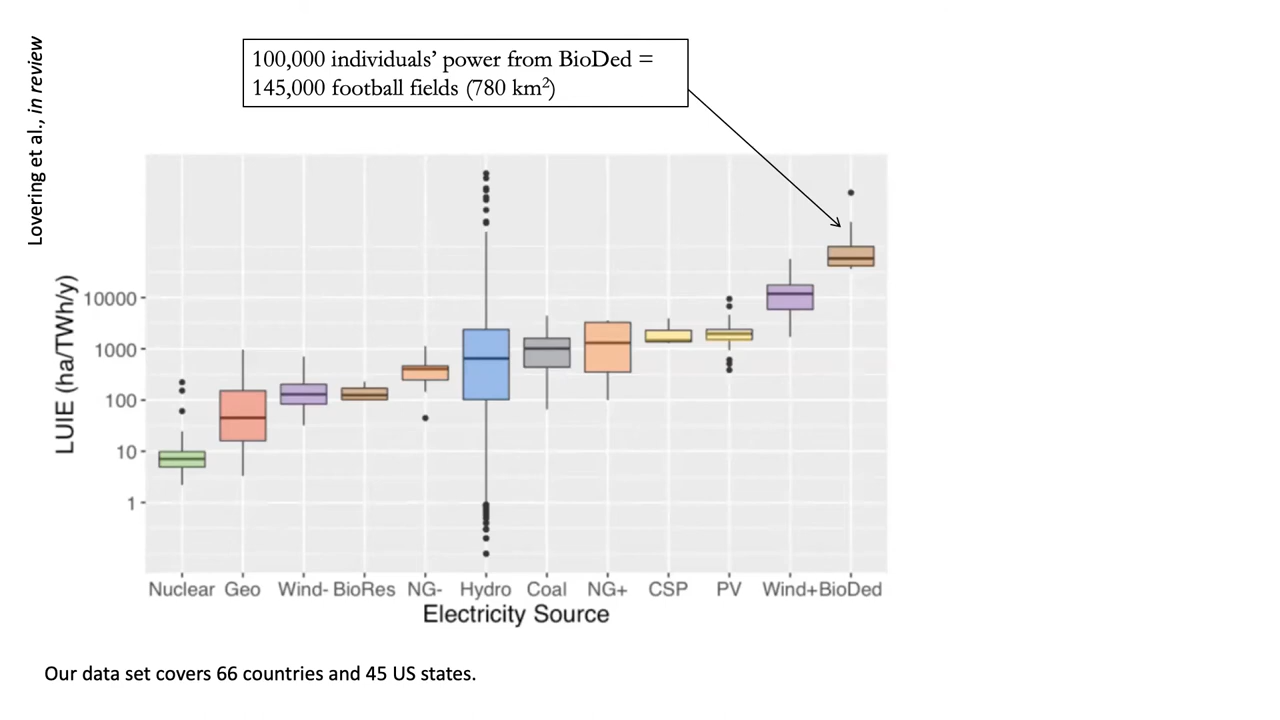 Lovering et al., in review
100,000 individuals’ power from BioDed =
145,000 football fields (780 km²)
LUIE (ha/TWh/y)
10000
1000
100
10
1
Nuclear Geo Wind- BioRes NG- Hydro Coal NG+ CSP PV Wind+ BioDed
Electricity Source
Our data set covers 66 countries and 45 US states.